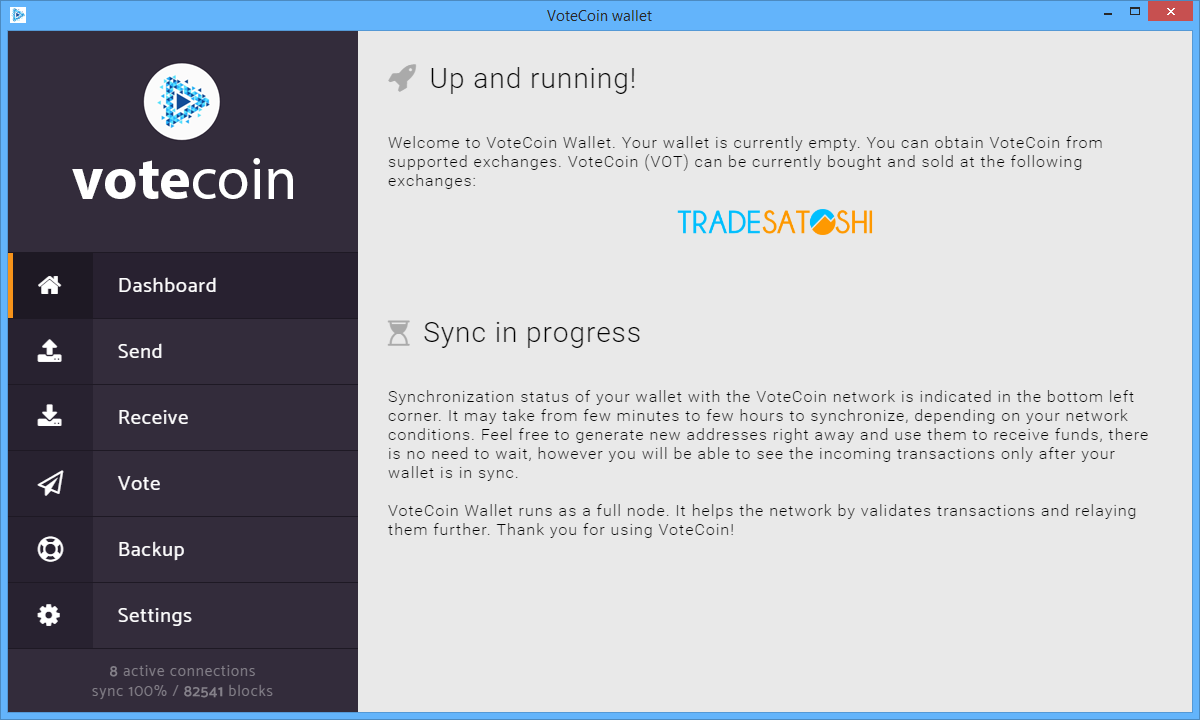 VoteCoin wallet
votecoin
Dashboard
Send
Receive
Vote
Backup
Settings
8 active connections
sync 100% / 82541 blocks
Up and running!
Welcome to VoteCoin Wallet. Your wallet is currently empty. You can obtain VoteCoin from
supported exchanges. VoteCoin (VOT) can be currently bought and sold at the following
exchanges:
TRADESATOSHI
Sync in progress
Synchronization status of your wallet with the VoteCoin network is indicated in the bottom left
corner. It may take from few minutes to few hours to synchronize, depending on your network
conditions. Feel free to generate new addresses right away and use them to receive funds, there
is no need to wait, however you will be able to see the incoming transactions only after your
wallet is in sync.
VoteCoin Wallet runs as a full node. It helps the network by validates transactions and relaying
them further. Thank you for using VoteCoin!